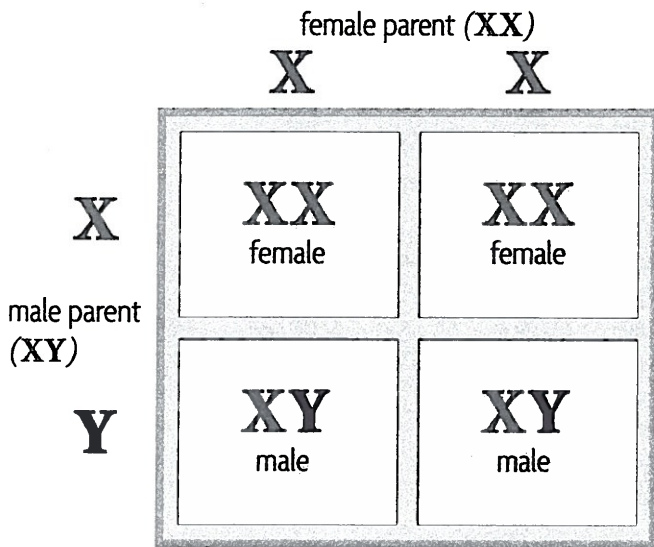 female parent (XX)
X X
X
XX XX
female female
male parent
(XY)
Y
XY XY
male male